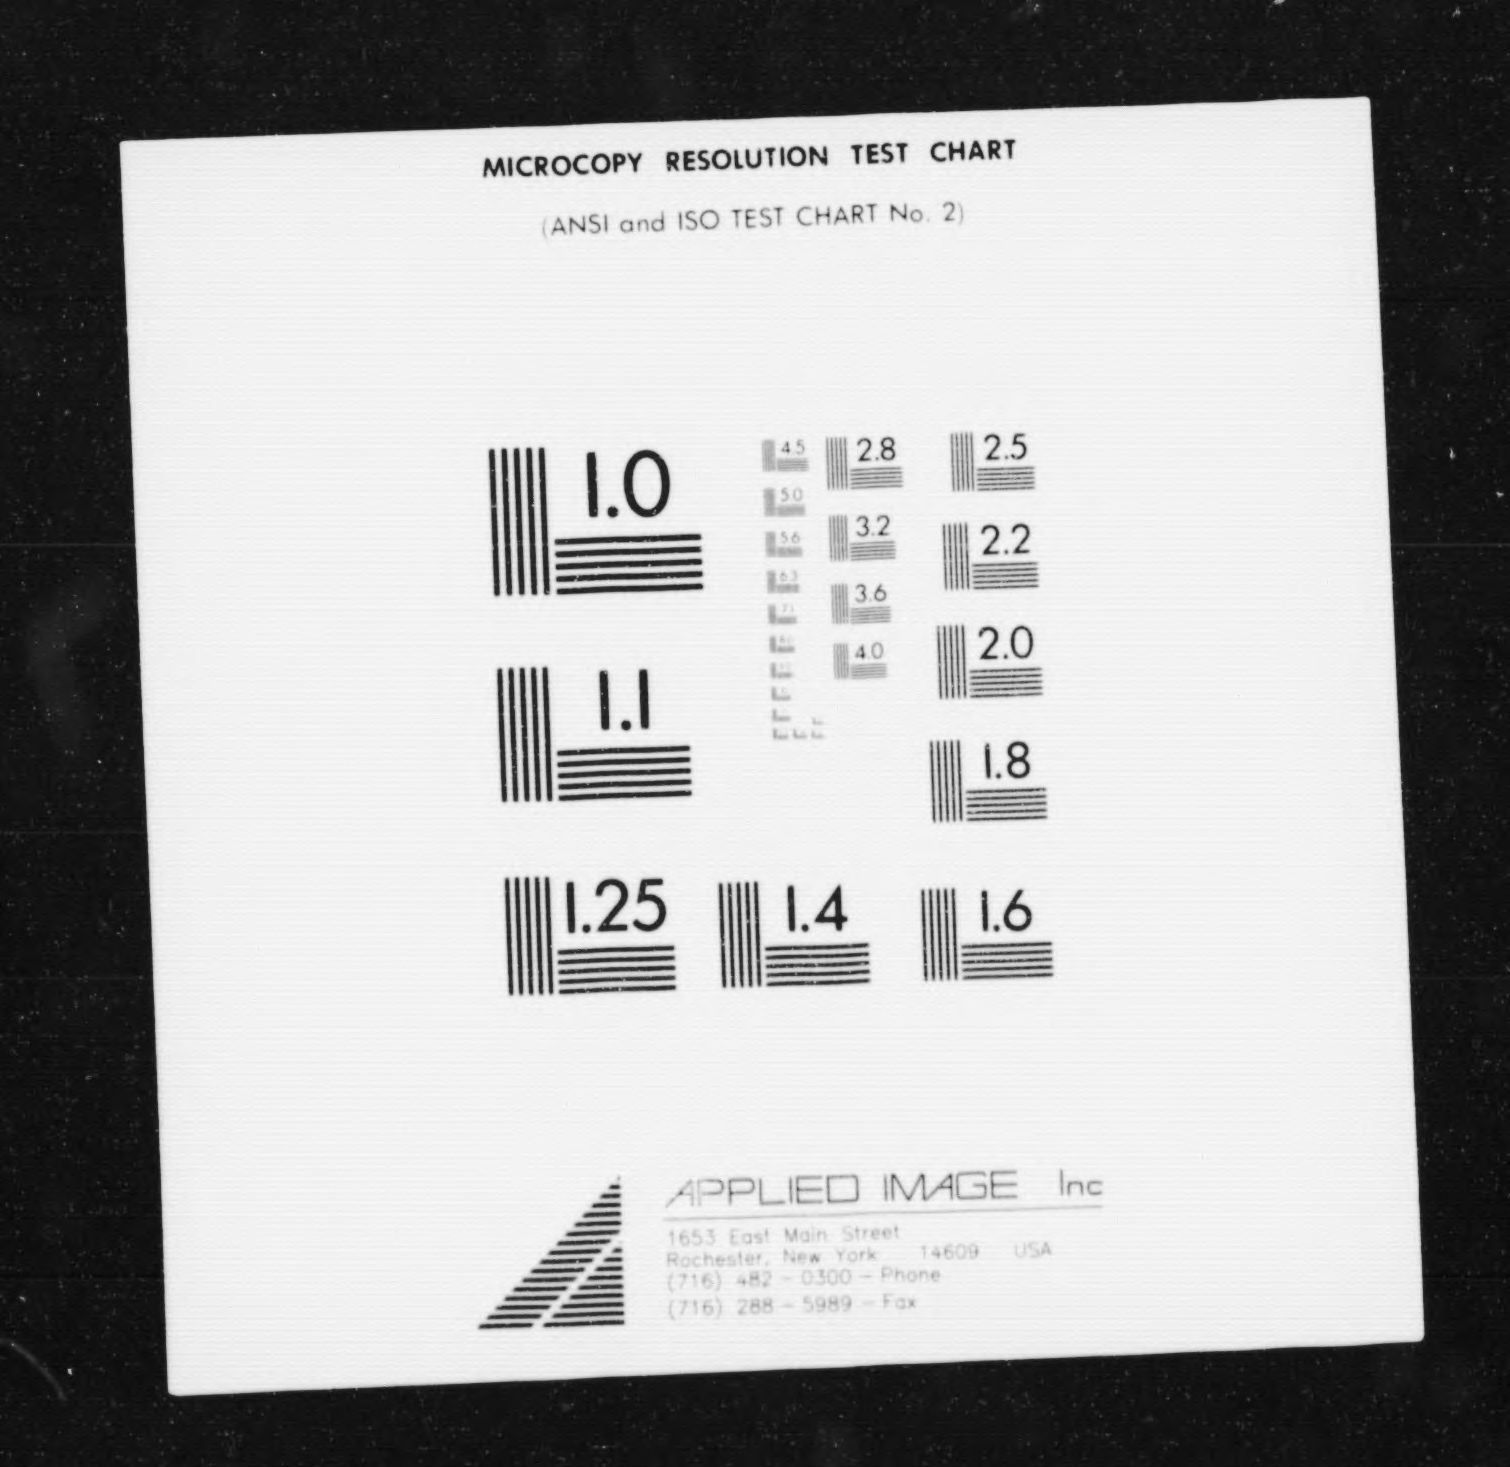 MICROCOPY RESOLUTION TEST CHART
(ANSI and ISO TEST CHART No. 2)
1.0
1.1
1.25
1.4
1.6
1.8
2.0
2.2
2.5
2.8
3.2
3.6
4.0
4.5
5.0
5.6
6.3
7.1
APPLIED IMAGE Inc
1653 East Main Street
Rochester, New York 14609 USA
(716) 482 - 0300 - Phone
(716) 288 - 5989 - Fax